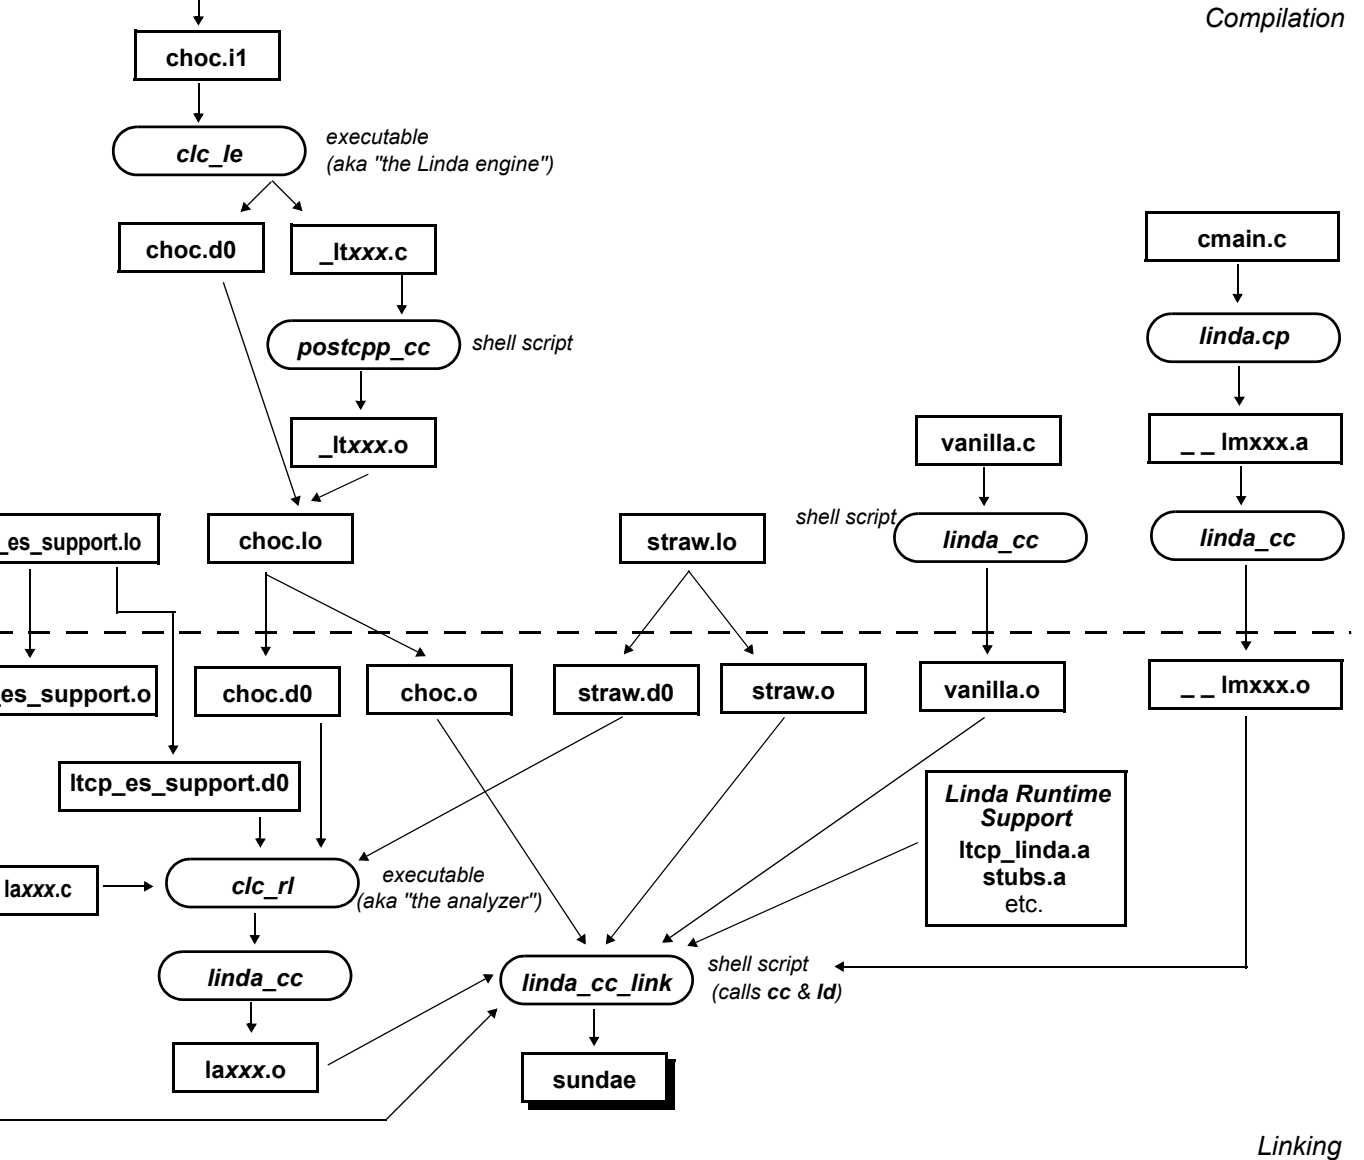 Compilation
choc.i1
clc_le
executable
(aka "the Linda engine")
choc.d0
_ltxxx.c
cmain.c
postcpp_cc
shell script
linda.cp
_ltxxx.o
vanilla.c
_ _ lmxxx.a
_es_support.lo
choc.lo
straw.lo
shell script
linda_cc
linda_cc
es_support.o
choc.d0
choc.o
straw.d0
straw.o
vanilla.o
_ _ lmxxx.o
ltcp_es_support.d0
Linda Runtime
Support
ltcp_linda.a
stubs.a
etc.
laxxx.c
clc_rl
executable
(aka "the analyzer")
linda_cc
linda_cc_link
shell script
(calls cc & ld)
laxxx.o
sundae
Linking